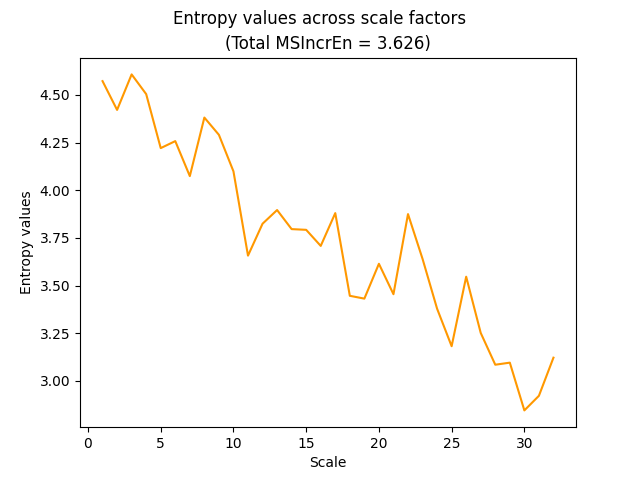 Entropy values across scale factors
(Total MSIncrEn = 3.626)
4.50
4.25
4.00
3.75
3.50
3.25
3.00
Entropy values
0 5 10 15 20 25 30
Scale